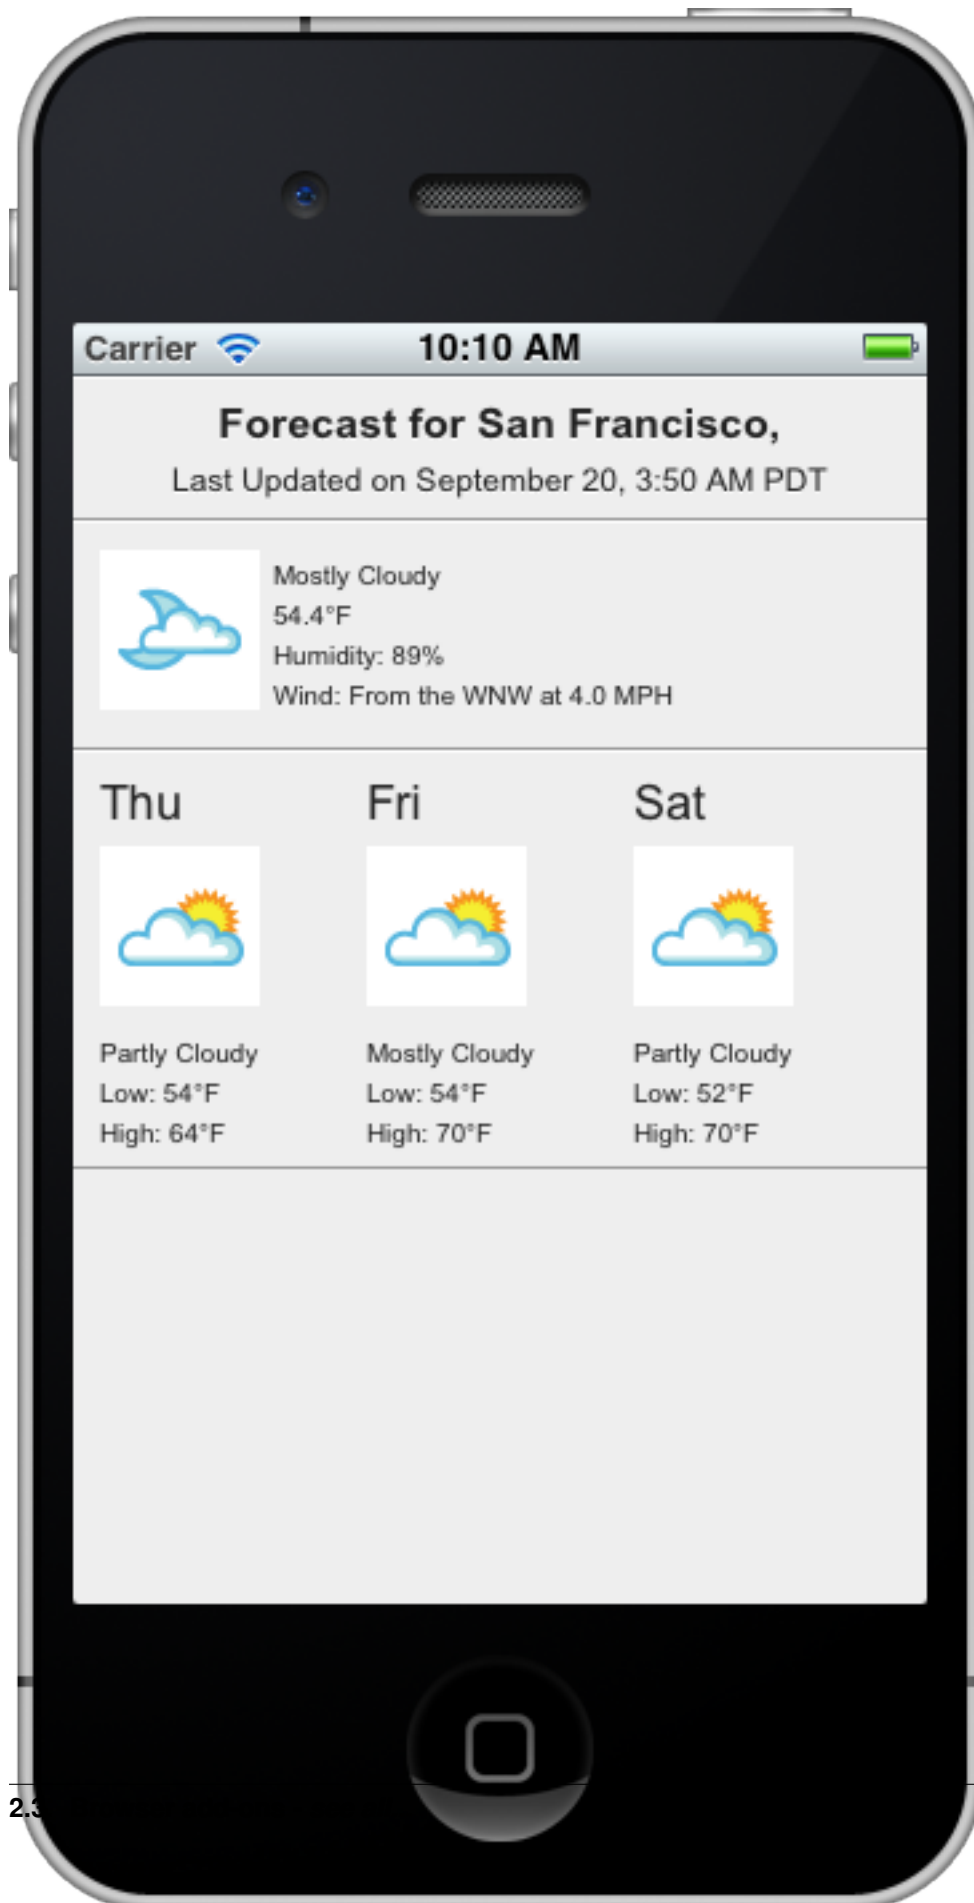 Carrier 10:10 AM
Forecast for San Francisco,
Last Updated on September 20, 3:50 AM PDT
Mostly Cloudy
54.4°F
Humidity: 89%
Wind: From the WNW at 4.0 MPH
Thu Fri Sat
Partly Cloudy Mostly Cloudy Partly Cloudy
Low: 54°F Low: 54°F Low: 52°F
High: 64°F High: 70°F High: 70°F
2.3